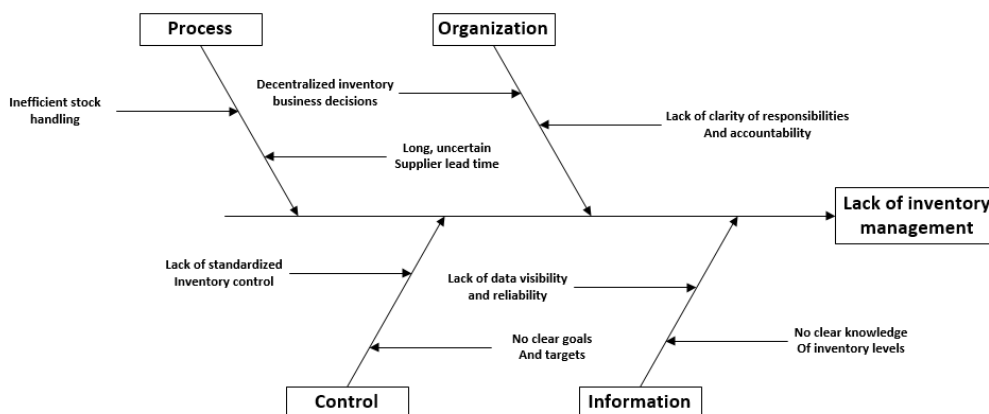 Process
Organization
Inefficient stock
handling
Decentralized inventory
business decisions
Long, uncertain
Supplier lead time
Lack of clarity of responsibilities
And accountability
Lack of inventory
management
Lack of standardized
Inventory control
Lack of data visibility
and reliability
No clear goals
And targets
No clear knowledge
Of inventory levels
Control
Information